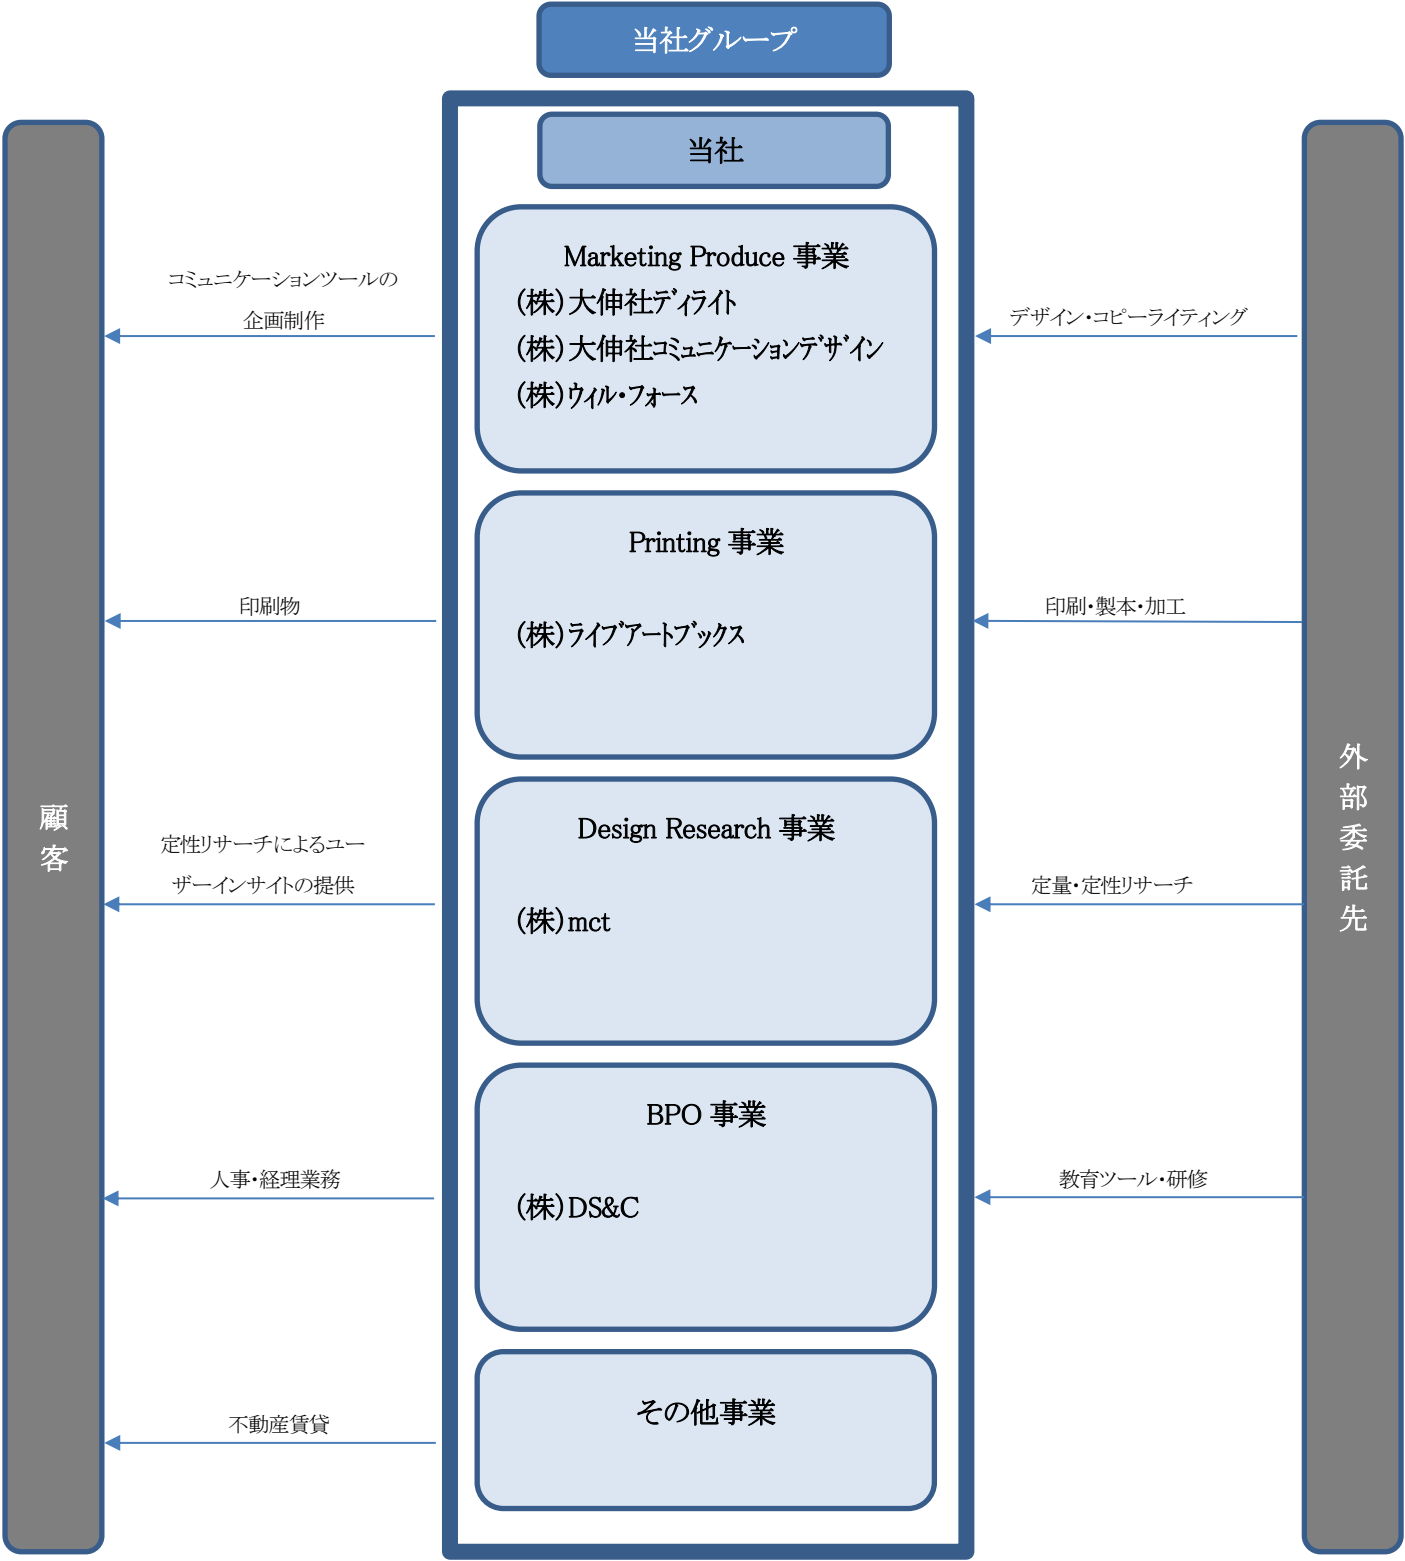 当社グループ
当社
Marketing Produce 事業
(株)大伸社ディライト
(株)大伸社コミュニケーションデザイン
(株)ウィル・フォース
Printing 事業
(株)ライブアートブックス
Design Research 事業
(株)mct
BPO 事業
(株)DS&C
その他事業
顧
客
コミュニケーションツールの
企画制作
印刷物
定性リサーチによるユー
ザーインサイトの提供
人事・経理業務
不動産賃貸
デザイン・コピーライティング
印刷・製本・加工
定量・定性リサーチ
教育ツール・研修
外
部
委
託
先